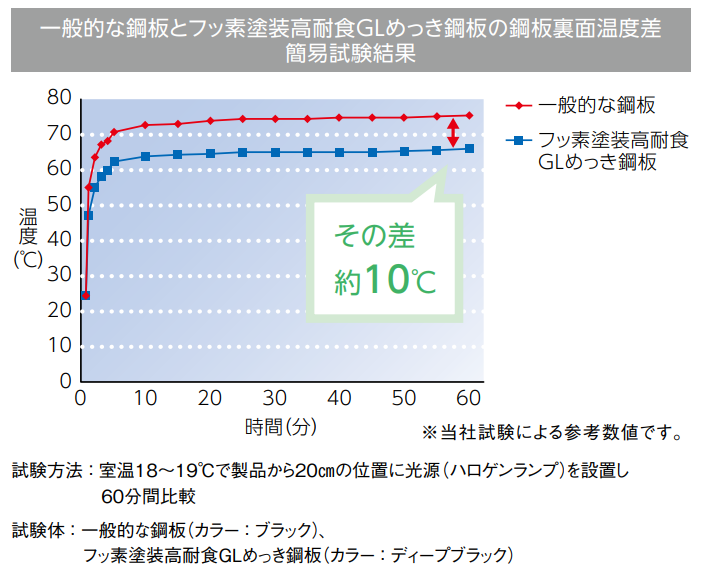 一般的な鋼板とフッ素塗装高耐食GLめっき鋼板の鋼板裏面温度差
簡易試験結果
80
70
60
50
40
30
20
10
0
温度(℃)
0 10 20 30 40 50 60
時間(分)
一般的な鋼板
フッ素塗装高耐食
GLめっき鋼板
その差
約10℃
※当社試験による参考数値です。
試験方法：室温18〜19℃で製品から20㎝の位置に光源（ハロゲンランプ）を設置し
60分間比較
試験体：一般的な鋼板（カラー：ブラック）、
フッ素塗装高耐食GLめっき鋼板（カラー：ディープブラック）